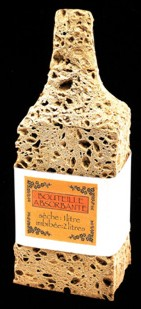 BOUTEILLE
ABSORBANTE
sèche : 1 litre
imbibée : 2 litres